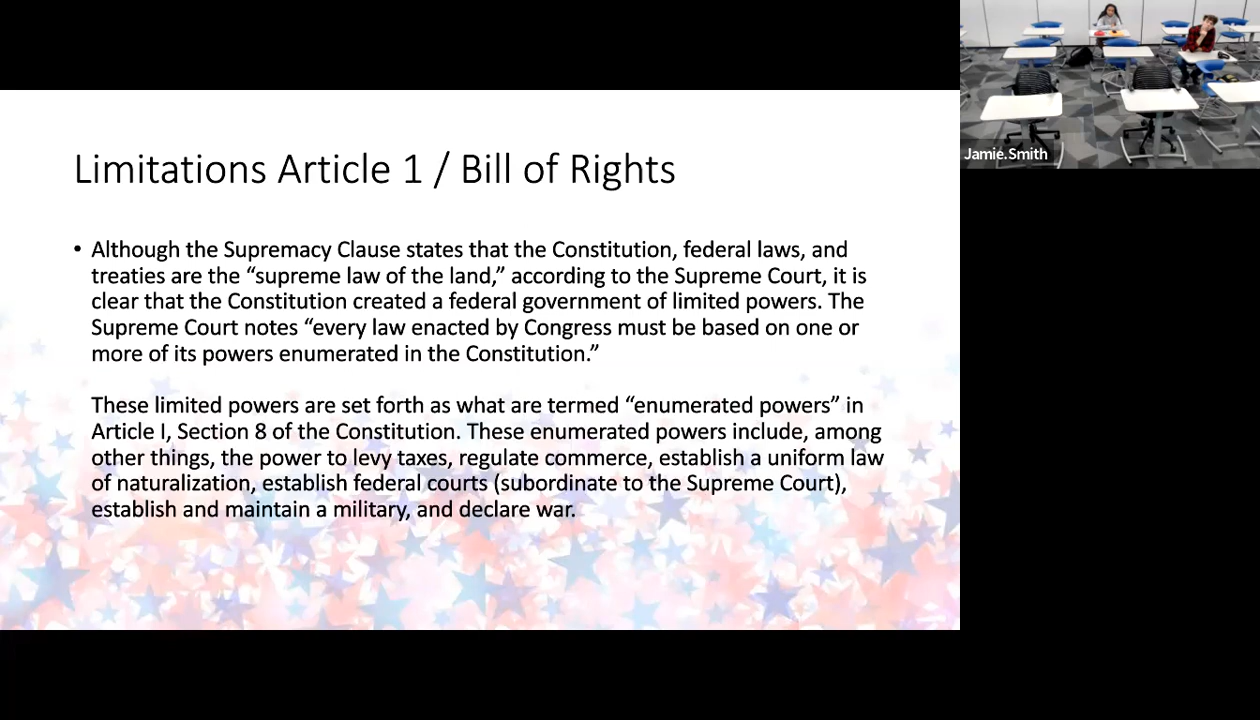 Limitations Article 1 / Bill of Rights
• Although the Supremacy Clause states that the Constitution, federal laws, and
treaties are the “supreme law of the land,” according to the Supreme Court, it is
clear that the Constitution created a federal government of limited powers. The
Supreme Court notes “every law enacted by Congress must be based on one or
more of its powers enumerated in the Constitution.”
These limited powers are set forth as what are termed “enumerated powers” in
Article I, Section 8 of the Constitution. These enumerated powers include, among
other things, the power to levy taxes, regulate commerce, establish a uniform law
of naturalization, establish federal courts (subordinate to the Supreme Court),
establish and maintain a military, and declare war.
Jamie.Smith